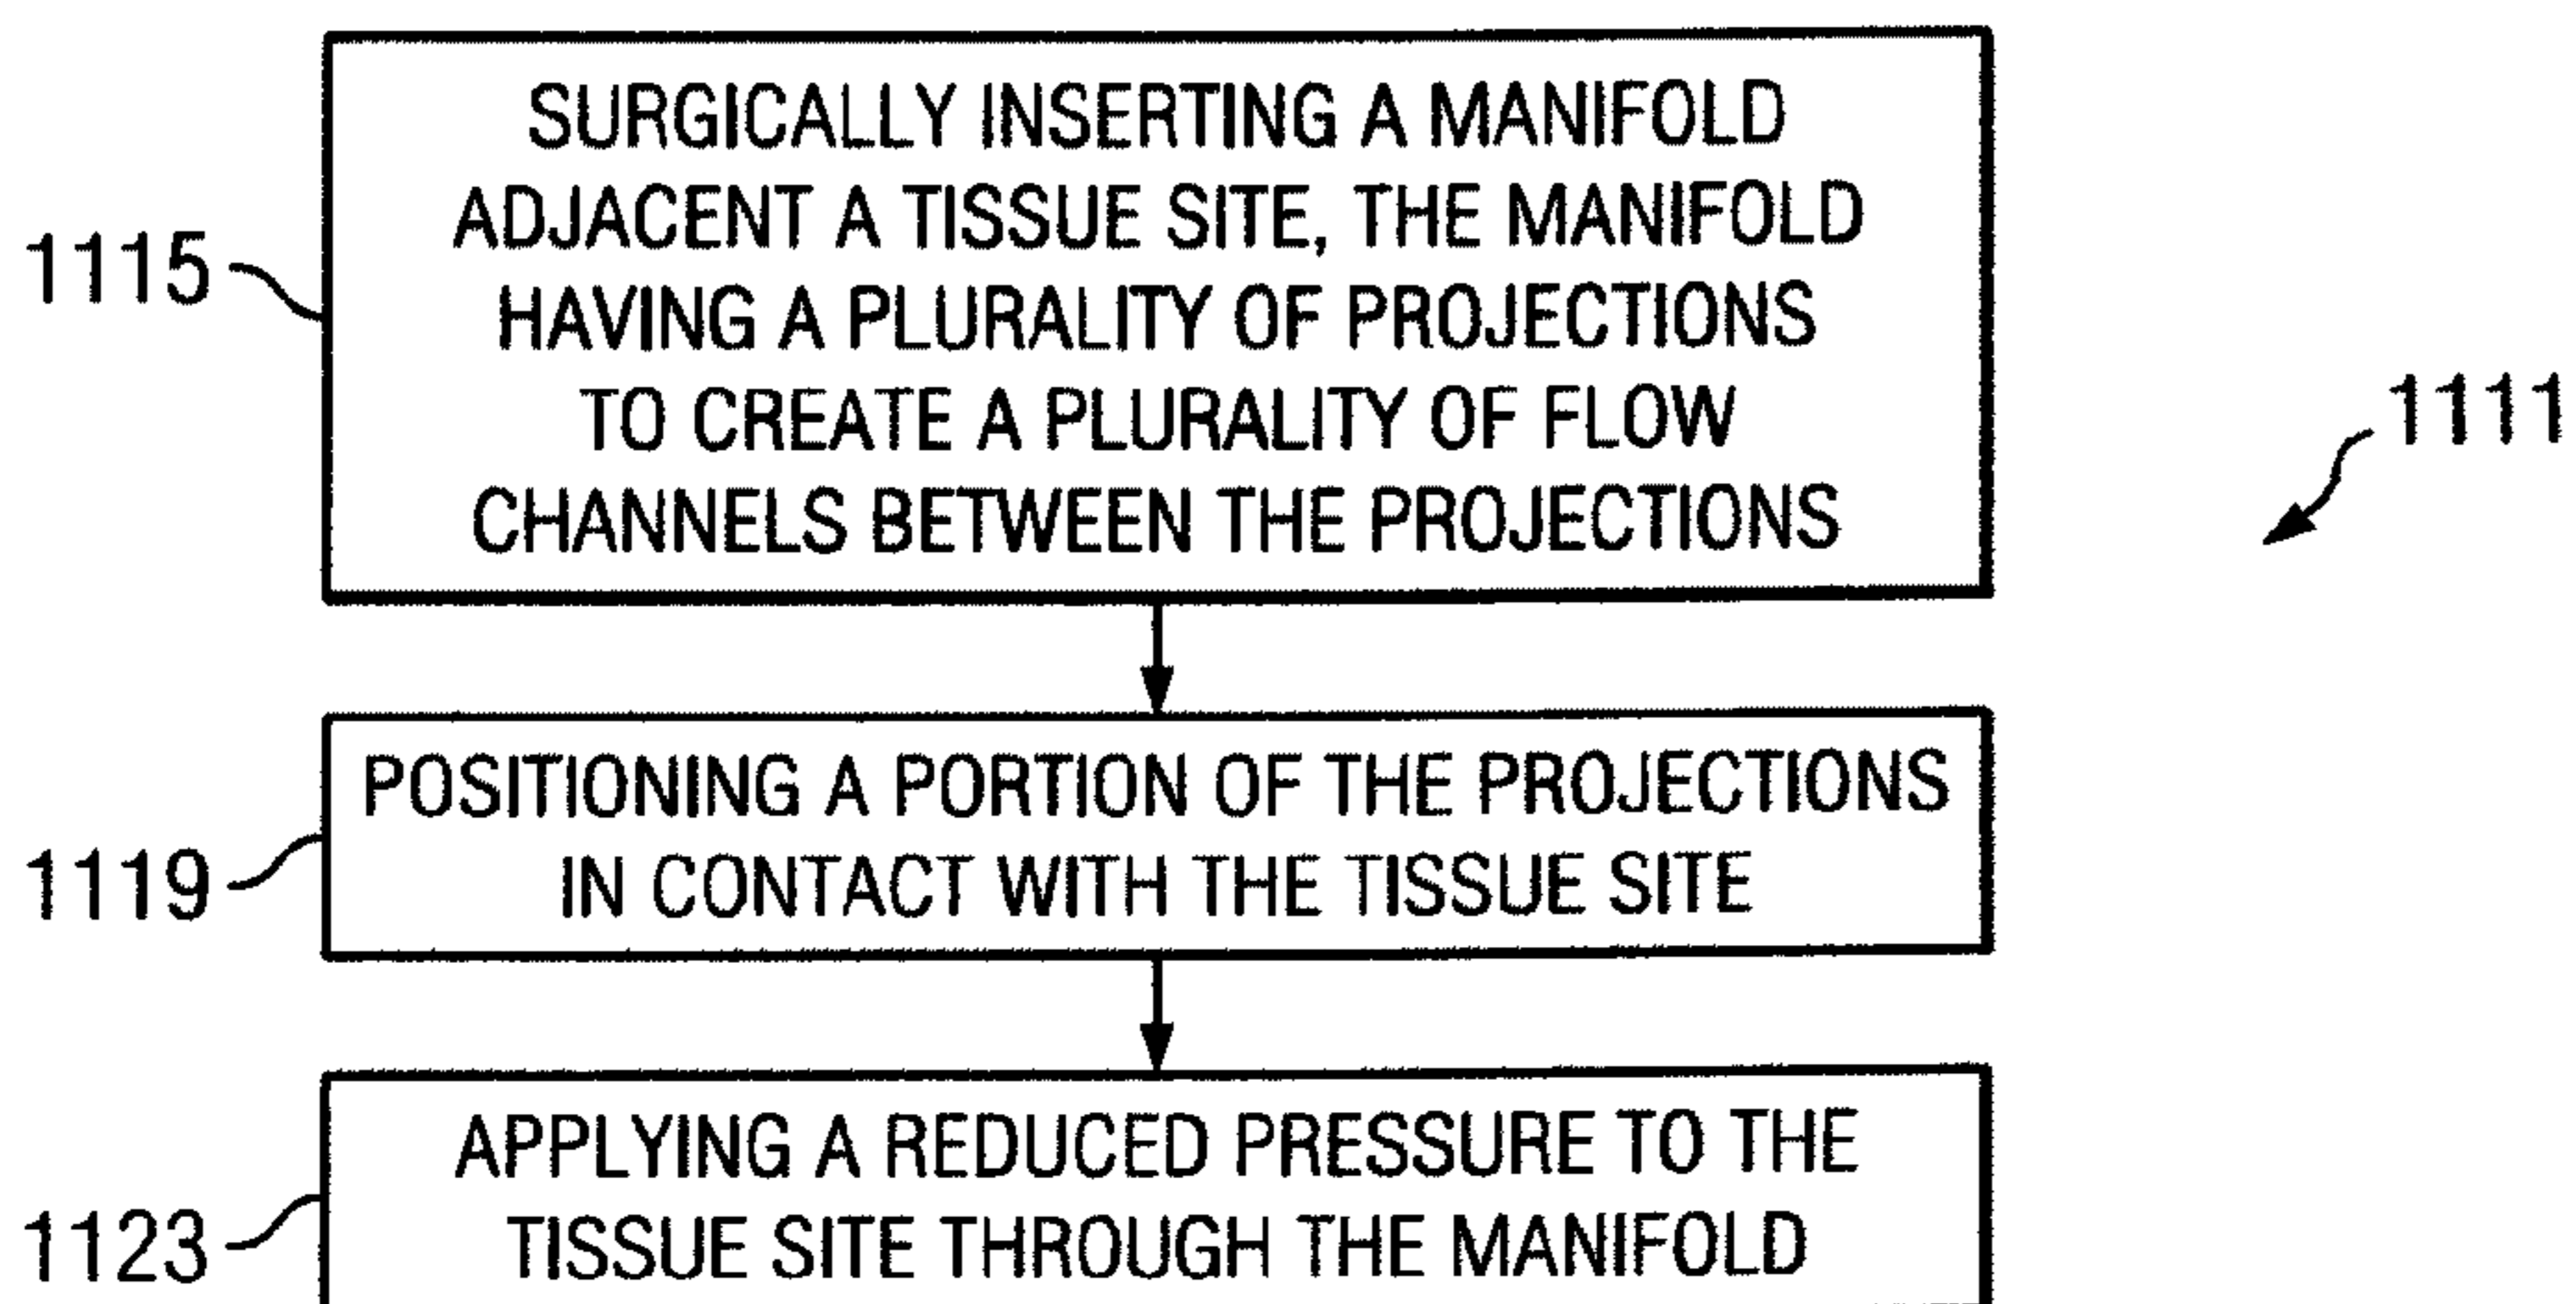 SURGICALLY INSERTING A MANIFOLD
ADJACENT A TISSUE SITE, THE MANIFOLD
HAVING A PLURALITY OF PROJECTIONS
TO CREATE A PLURALITY OF FLOW
CHANNELS BETWEEN THE PROJECTIONS
1115
1111
POSITIONING A PORTION OF THE PROJECTIONS
IN CONTACT WITH THE TISSUE SITE
1119
APPLYING A REDUCED PRESSURE TO THE
TISSUE SITE THROUGH THE MANIFOLD
1123